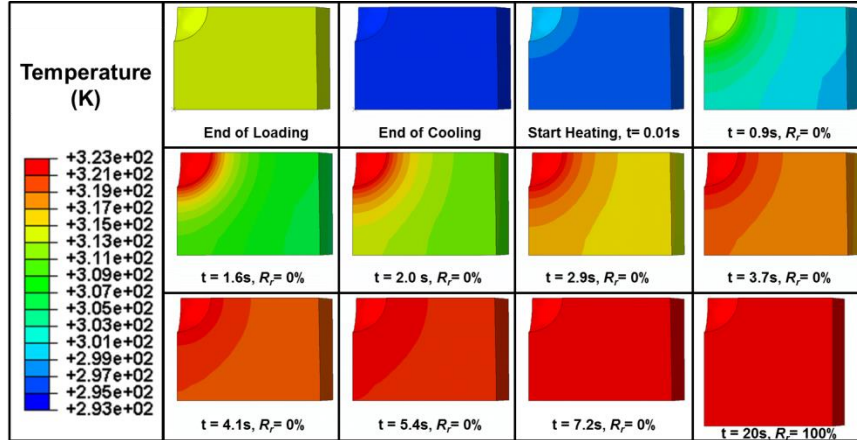 Temperature
(K)
+3.23e+02
+3.21e+02
+3.19e+02
+3.17e+02
+3.15e+02
+3.13e+02
+3.11e+02
+3.09e+02
+3.07e+02
+3.05e+02
+3.03e+02
+3.01e+02
+2.99e+02
+2.97e+02
+2.95e+02
+2.93e+02
End of Loading
End of Cooling
Start Heating, t= 0.01s
t = 0.9s, Rr= 0%
t = 1.6s, Rr= 0%
t = 2.0 s, Rr= 0%
t = 2.9s, Rr= 0%
t = 3.7s, Rr= 0%
t = 4.1s, Rr= 0%
t = 5.4s, Rr= 0%
t = 7.2s, Rr= 0%
t = 20s, Rr= 100%